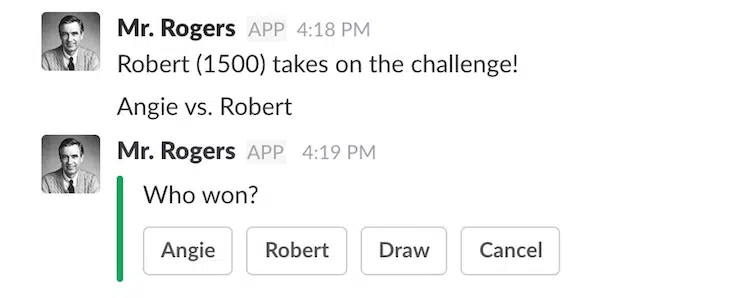 Mr. Rogers APP 4:18 PM
Robert (1500) takes on the challenge!
Angie vs. Robert
Mr. Rogers APP 4:19 PM
Who won?
Angie Robert Draw Cancel